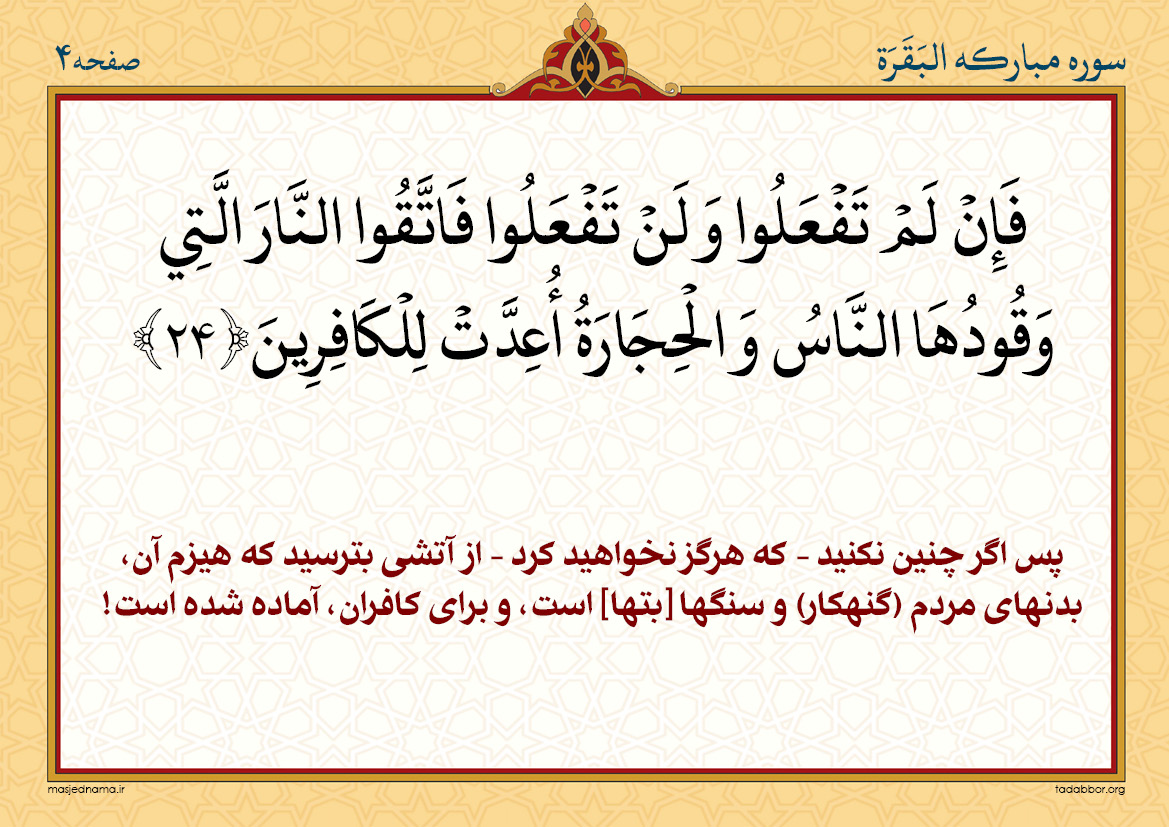 سوره مبارکه البَقَرَة
صفحه۴
فَإِنْ لَمْ تَفْعَلُوا وَ لَنْ تَفْعَلُوا فَاتَّقُوا النَّارَ الَّتِي
وَقُودُهَا النَّاسُ وَ الْحِجَارَةُ أُعِدَّتْ لِلْكَافِرِينَ ﴿۲۴﴾
پس اگر چنین نکنید - که هرگز نخواهید کرد - از آتشی بترسید که هیزم آن،
بدنهای مردم (گنهکار) و سنگها [بتها] است، و برای کافران، آماده شده است!
masjednama.ir
tadabbor.org